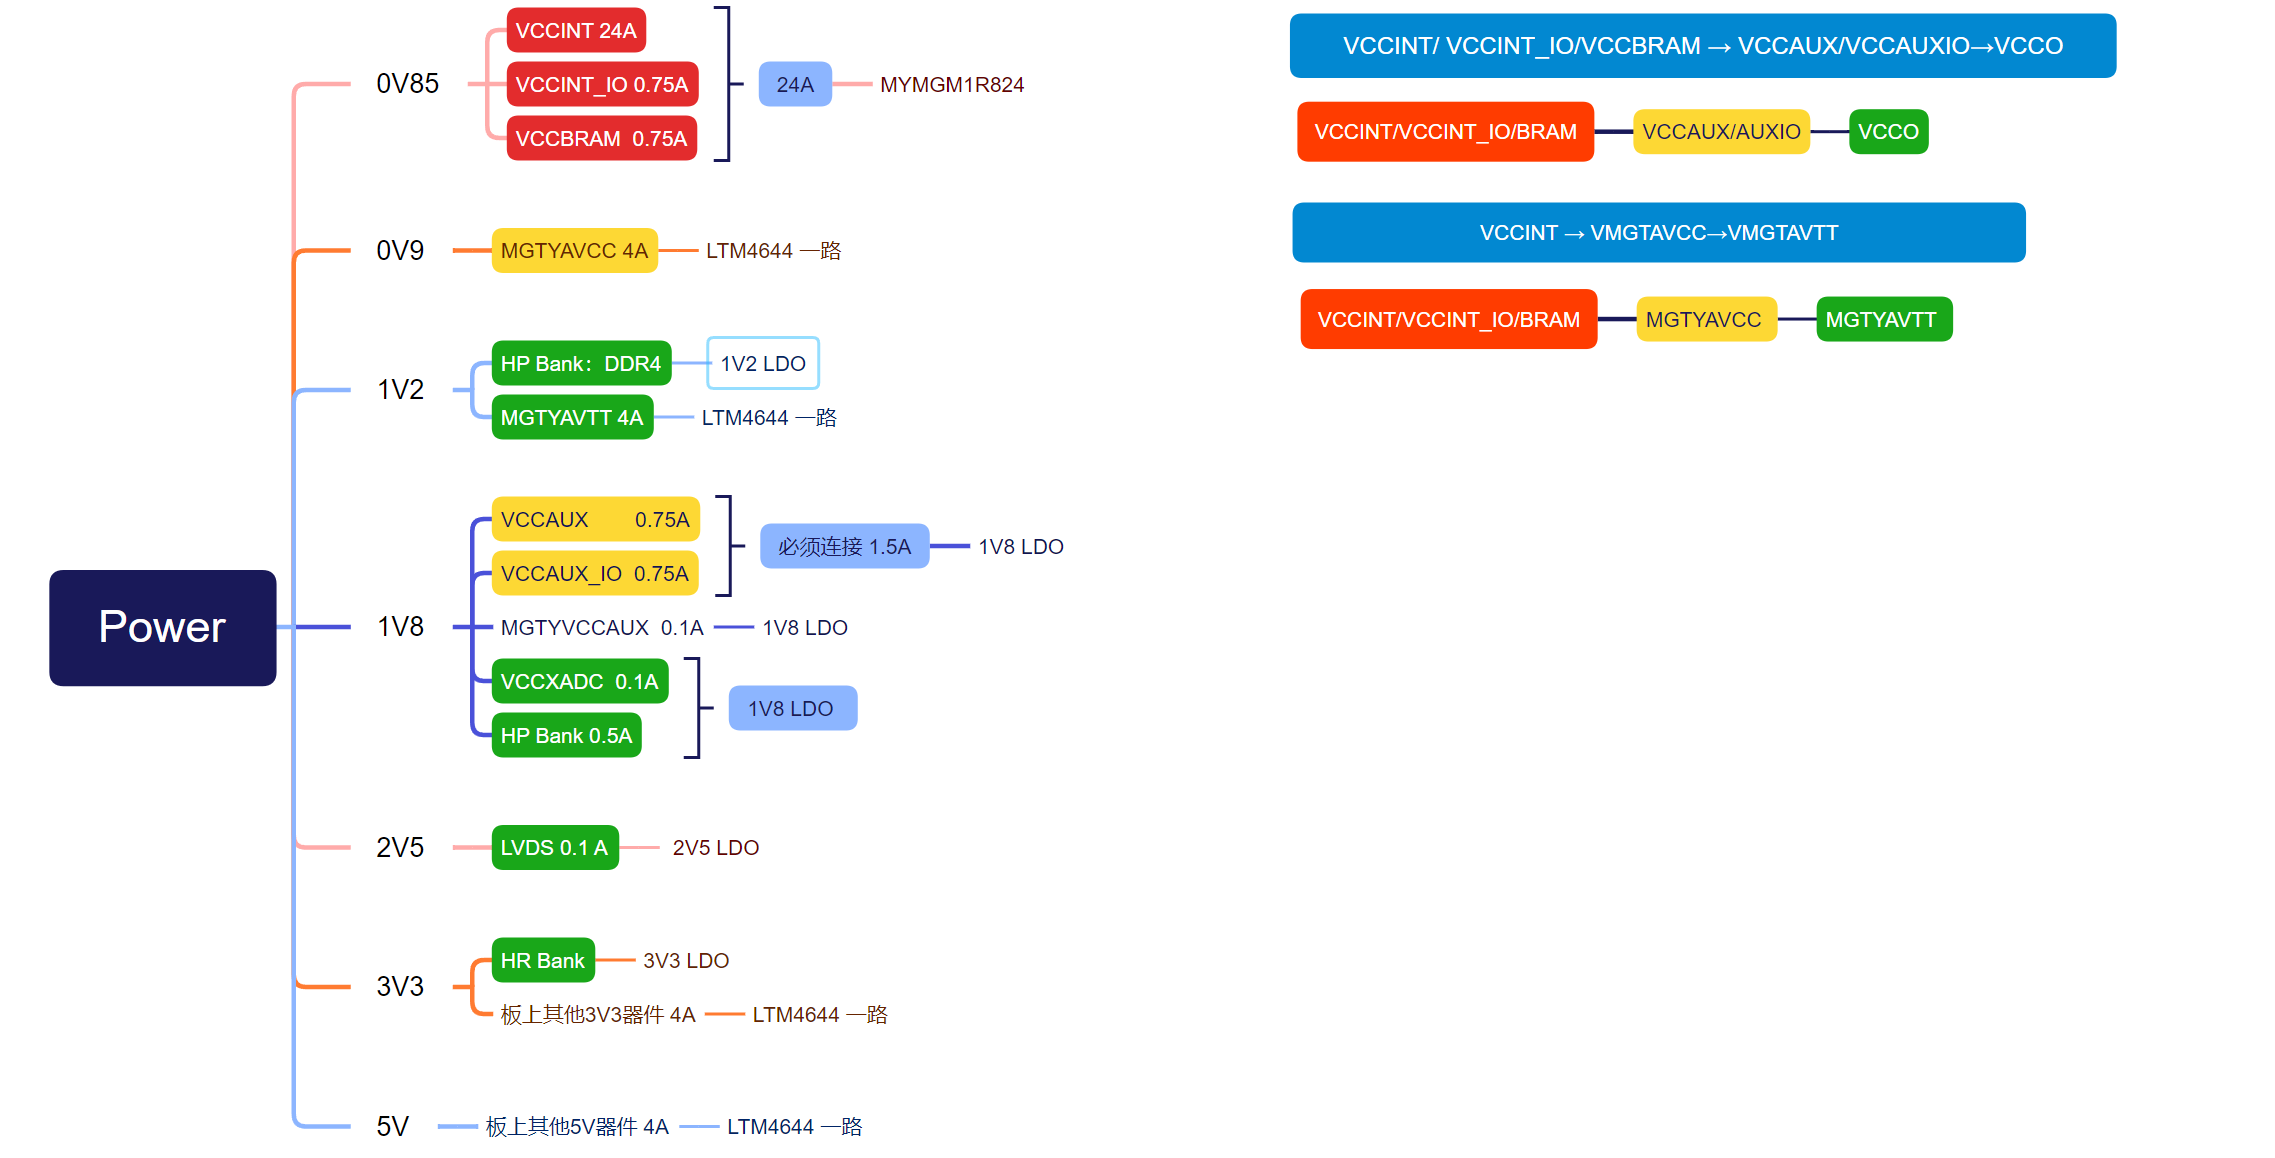 Power
0V85
VCCINT 24A
VCCINT_IO 0.75A
VCCBRAM 0.75A
24A
MYMGM1R824
0V9
MGTYAVCC 4A
LTM4644 一路
1V2
HP Bank：DDR4
1V2 LDO
MGTYAVTT 4A
LTM4644 一路
1V8
VCCAUX 0.75A
VCCAUX_IO 0.75A
必须连接 1.5A
1V8 LDO
MGTYVCCAUX 0.1A
1V8 LDO
VCCXADC 0.1A
HP Bank 0.5A
1V8 LDO
2V5
LVDS 0.1 A
2V5 LDO
3V3
HR Bank
3V3 LDO
板上其他3V3器件 4A
LTM4644 一路
5V
板上其他5V器件 4A
LTM4644 一路
VCCINT/ VCCINT_IO/VCCBRAM → VCCAUX/VCCAUXIO→VCCO
VCCINT/VCCINT_IO/BRAM
VCCAUX/AUXIO
VCCO
VCCINT → VMGTAVCC→VMGTAVTT
VCCINT/VCCINT_IO/BRAM
MGTYAVCC
MGTYAVTT